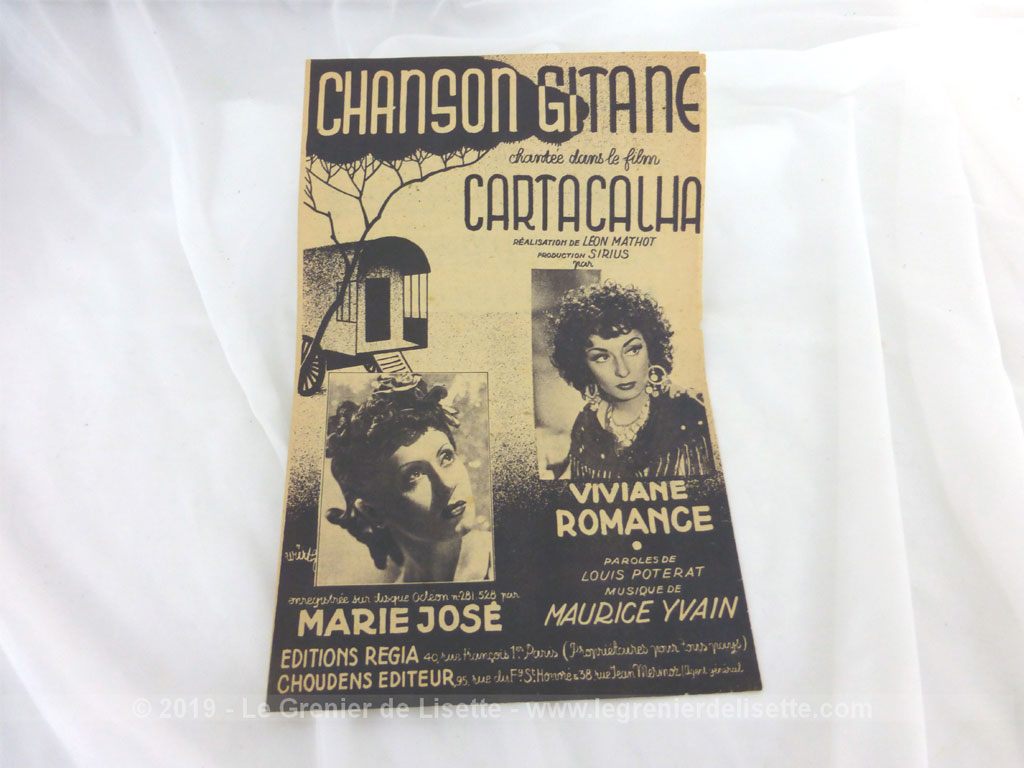 CHANSON GITANE
chantée dans le film
CARTACALHA
RÉALISATION DE LÉON MATHOT
PRODUCTION SIRIUS
par
VIVIANE
ROMANCE
PAROLES DE
LOUIS POTERAT
MUSIQUE DE
MAURICE YVAIN
enregistrée sur disque Odéon n°281.528 par
MARIE JOSÉ
EDITIONS REGIA 40, rue François 1er Paris (Propriétaires pour tous pays)
CHOUDENS EDITEUR, 95, rue du Fg St Honoré & 38 rue Jean Mermoz (Agent général
© 2019 - Le Grenier de Lisette - www.legrenierdelisette.com